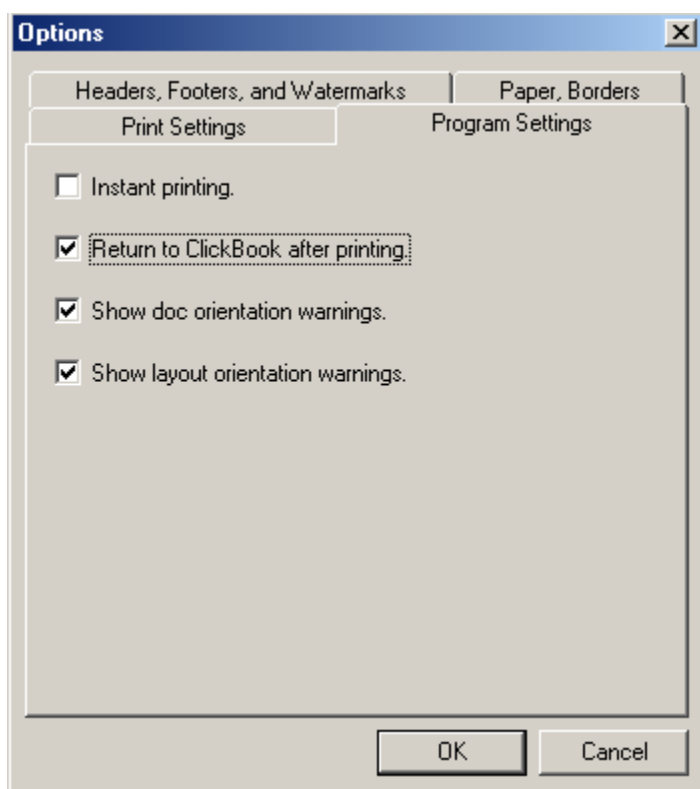 Options
Headers, Footers, and Watermarks
Paper, Borders
Print Settings
Program Settings
Instant printing.
Return to ClickBook after printing.
Show doc orientation warnings.
Show layout orientation warnings.
OK
Cancel